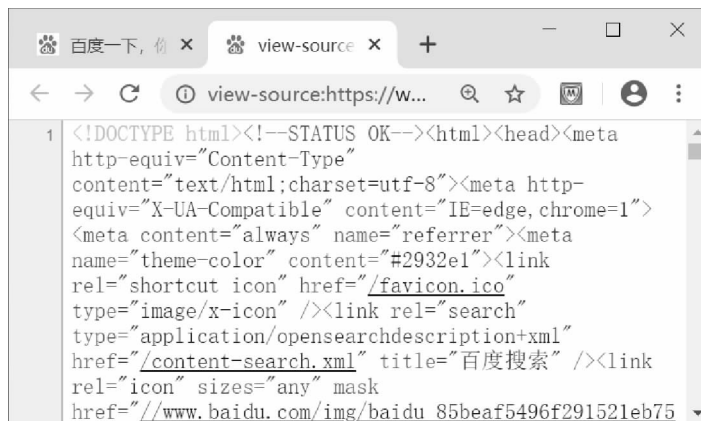 百度一下, 你
view-source
view-source:https://w...
1
<!DOCTYPE html><!--STATUS OK--><html><head><meta
http-equiv="Content-Type"
content="text/html;charset=utf-8"><meta http-
equiv="X-UA-Compatible" content="IE=edge,chrome=1">
<meta content="always" name="referrer"><meta
name="theme-color" content="#2932e1"><link
rel="shortcut icon" href="/favicon.ico"
type="image/x-icon" /><link rel="search"
type="application/opensearchdescription+xml"
href="/content-search.xml" title="百度搜索" /><link
rel="icon" sizes="any" mask
href="//www.baidu.com/img/baidu_85beaf5496f291521eb75